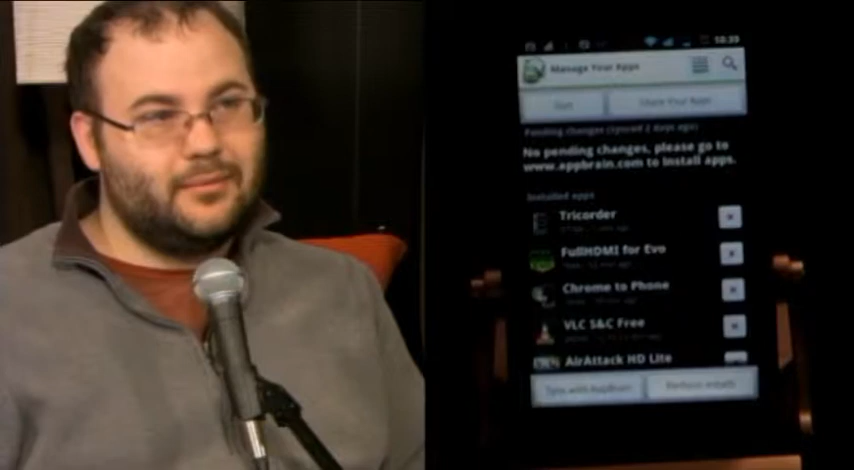 10:39
Manage Your Apps
Share Your Apps
Pending changes (synced 2 days ago)
No pending changes, please go to
www.appbrain.com to install apps.
Installed apps
Tricorder
FullHDMI for Evo
Chrome to Phone
VLC S&C Free
AirAttack HD Lite
Sync with AppBrain
Perform installs